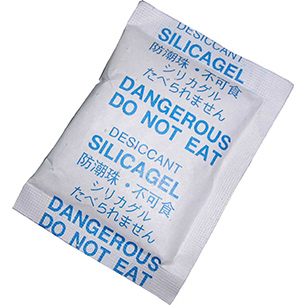 DESICCANT
SILICAGEL
防潮珠・不可食
シリカゲル
たべられません
DANGEROUS
DO NOT EAT
DESICCANT
SILICAGEL
防潮珠・不可食
シリカゲル
たべられません
DANGEROUS
DO NOT EAT